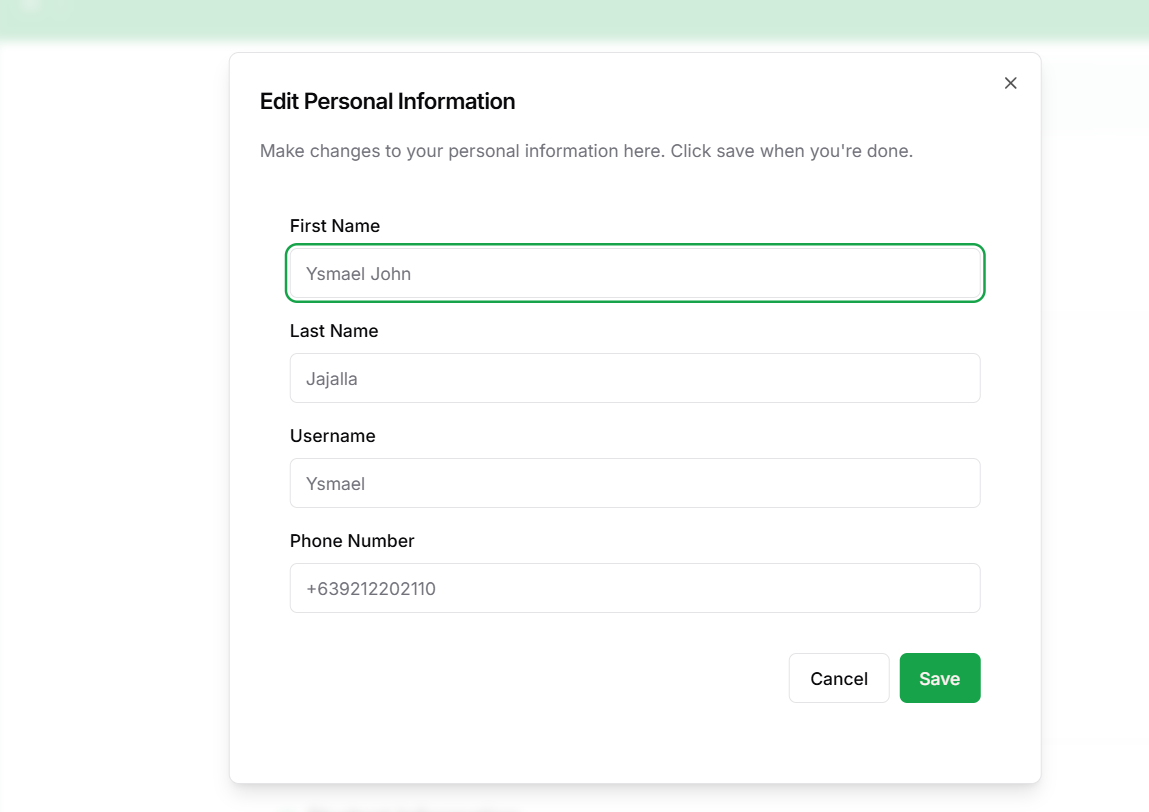 Edit Personal Information
Make changes to your personal information here. Click save when you're done.
First Name
Ysmael John
Last Name
Jajalla
Username
Ysmael
Phone Number
+639212202110
Cancel
Save